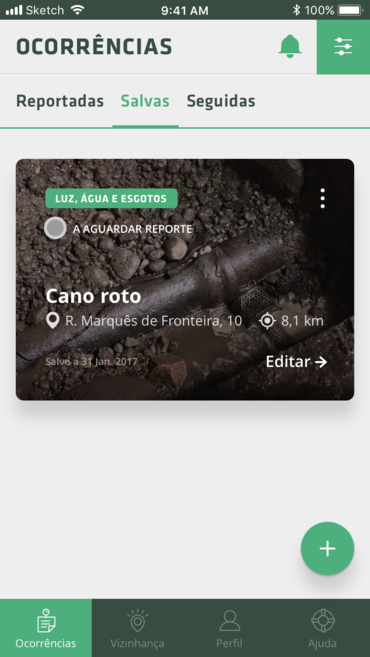 Sketch 9:41 AM 100%
OCORRÊNCIAS
Reportadas Salvas Seguidas
LUZ, ÁGUA E ESGOTOS
A AGUARDAR REPORTE
Cano roto
R. Marquês de Fronteira, 10 8,1 km
Salvo a 31 Jan. 2017 Editar →
+
Ocorrências Vizinhança Perfil Ajuda